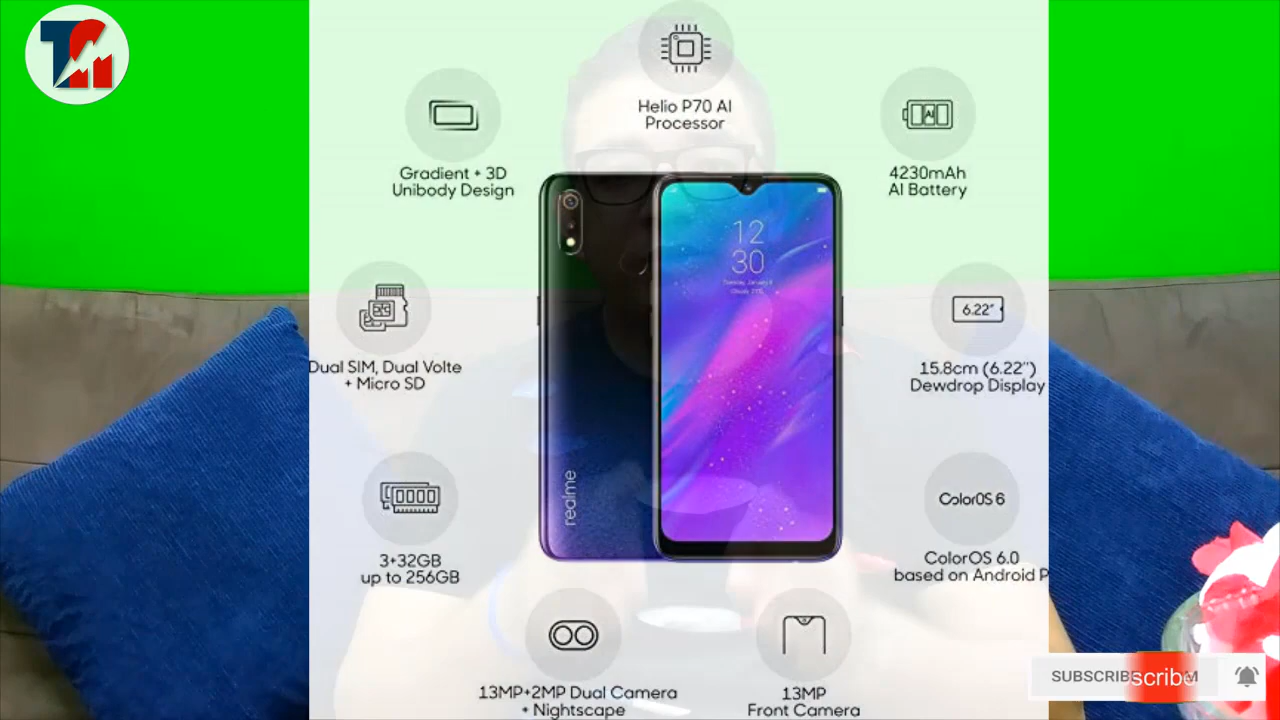 Helio P70 AI
Processor
Gradient + 3D
Unibody Design
4230mAh
AI Battery
12
30
6.22"
Dual SIM, Dual Volte
+ Micro SD
15.8cm (6.22")
Dewdrop Display
realme
ColorOS 6
3+32GB
up to 256GB
ColorOS 6.0
based on Android P
13MP+2MP Dual Camera
+ Nightscape
13MP
Front Camera
SUBSCRIBE
scribe